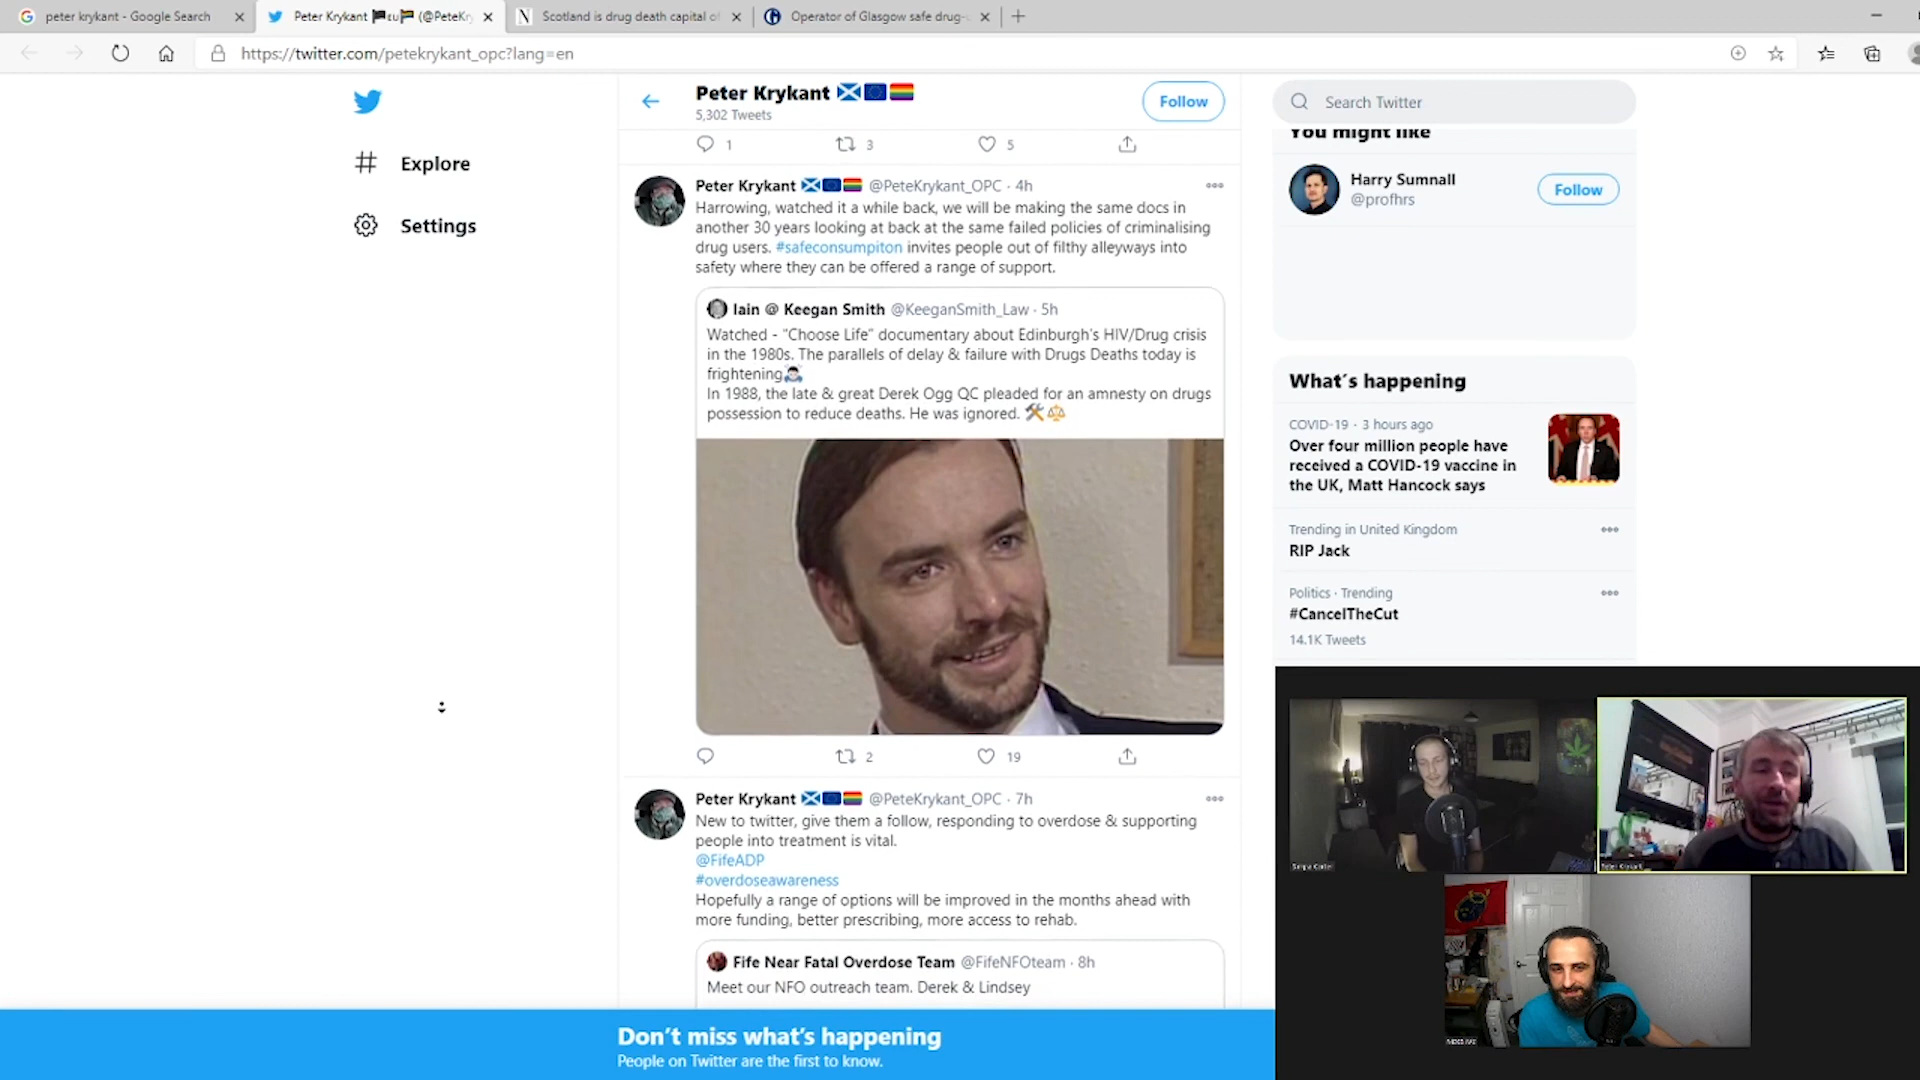 peter krykant - Google Search
Peter Krykant
Scotland is drug death capital of
Operator of Glasgow safe drug-
https://twitter.com/petekrykant_opc?lang=en
Peter Krykant
5,302 Tweets
Follow
Search Twitter
Explore
Settings
1 3 5
Peter Krykant @PeteKrykant_OPC · 4h
Harrowing, watched it a while back, we will be making the same docs in
another 30 years looking at back at the same failed policies of criminalising
drug users. #safeconsumpiton invites people out of filthy alleyways into
safety where they can be offered a range of support.
Iain @ Keegan Smith @KeeganSmith_Law · 5h
Watched - "Choose Life" documentary about Edinburgh's HIV/Drug crisis
in the 1980s. The parallels of delay & failure with Drugs Deaths today is
frightening
In 1988, the late & great Derek Ogg QC pleaded for an amnesty on drugs
possession to reduce deaths. He was ignored.
2 19
Peter Krykant @PeteKrykant_OPC · 7h
New to twitter, give them a follow, responding to overdose & supporting
people into treatment is vital.
@FifeADP
#overdoseawareness
Hopefully a range of options will be improved in the months ahead with
more funding, better prescribing, more access to rehab.
Fife Near Fatal Overdose Team @FifeNFOteam · 8h
Meet our NFO outreach team. Derek & Lindsey
You might like
Harry Sumnall
@profhrs
Follow
What's happening
COVID-19 · 3 hours ago
Over four million people have
received a COVID-19 vaccine in
the UK, Matt Hancock says
Trending in United Kingdom
RIP Jack
Politics · Trending
#CancelTheCut
14.1K Tweets
Peter Krykant
Don't miss what's happening
People on Twitter are the first to know.